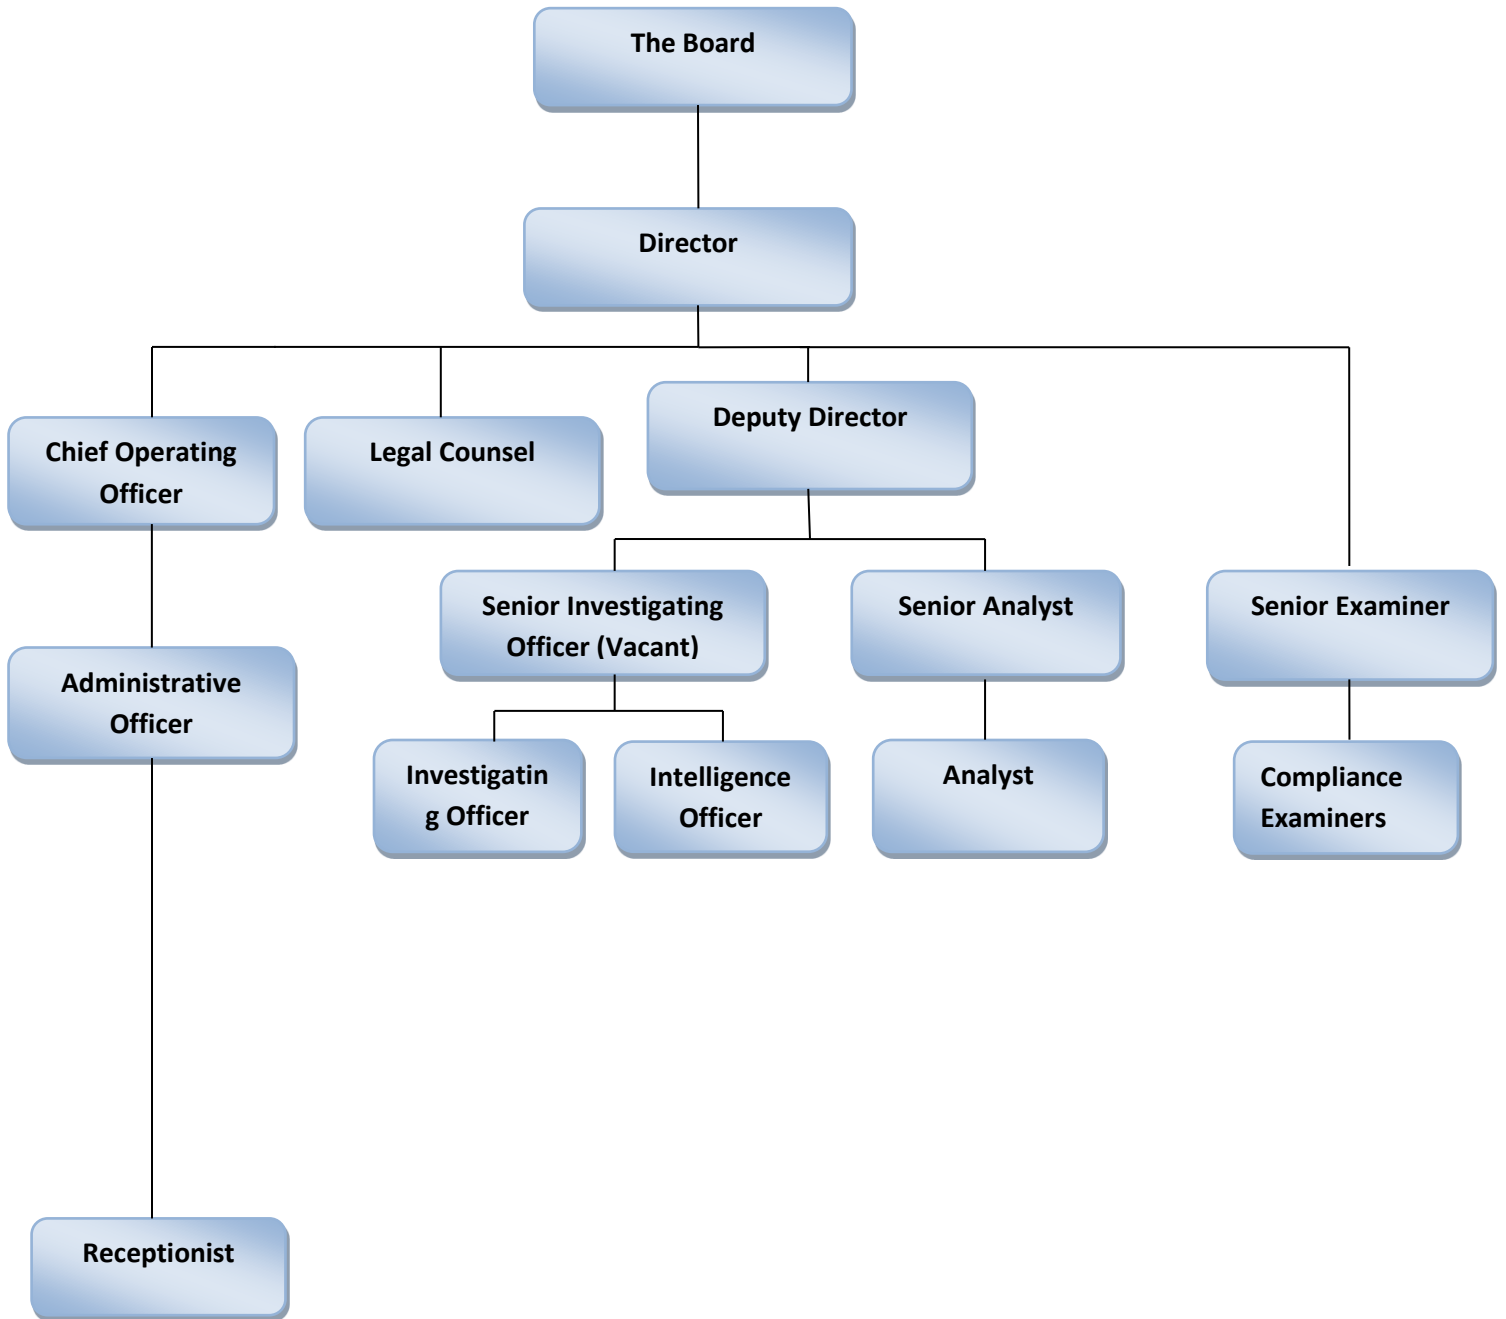 The Board
Director
Chief Operating
Officer
Legal Counsel
Deputy Director
Senior Investigating
Officer (Vacant)
Senior Analyst
Senior Examiner
Administrative
Officer
Investigatin
g Officer
Intelligence
Officer
Analyst
Compliance
Examiners
Receptionist